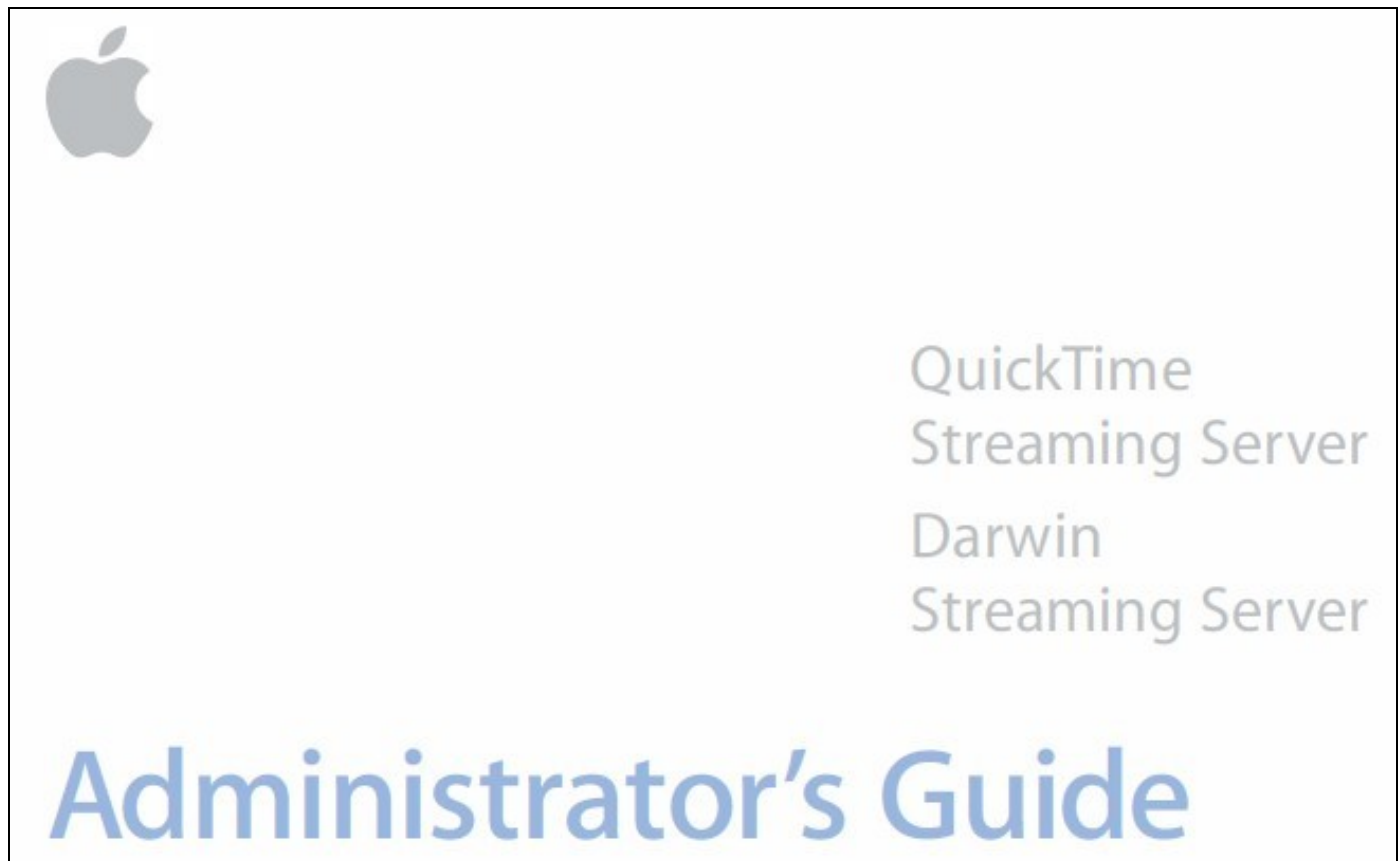 QuickTime
Streaming Server
Darwin
Streaming Server
Administrator’s Guide